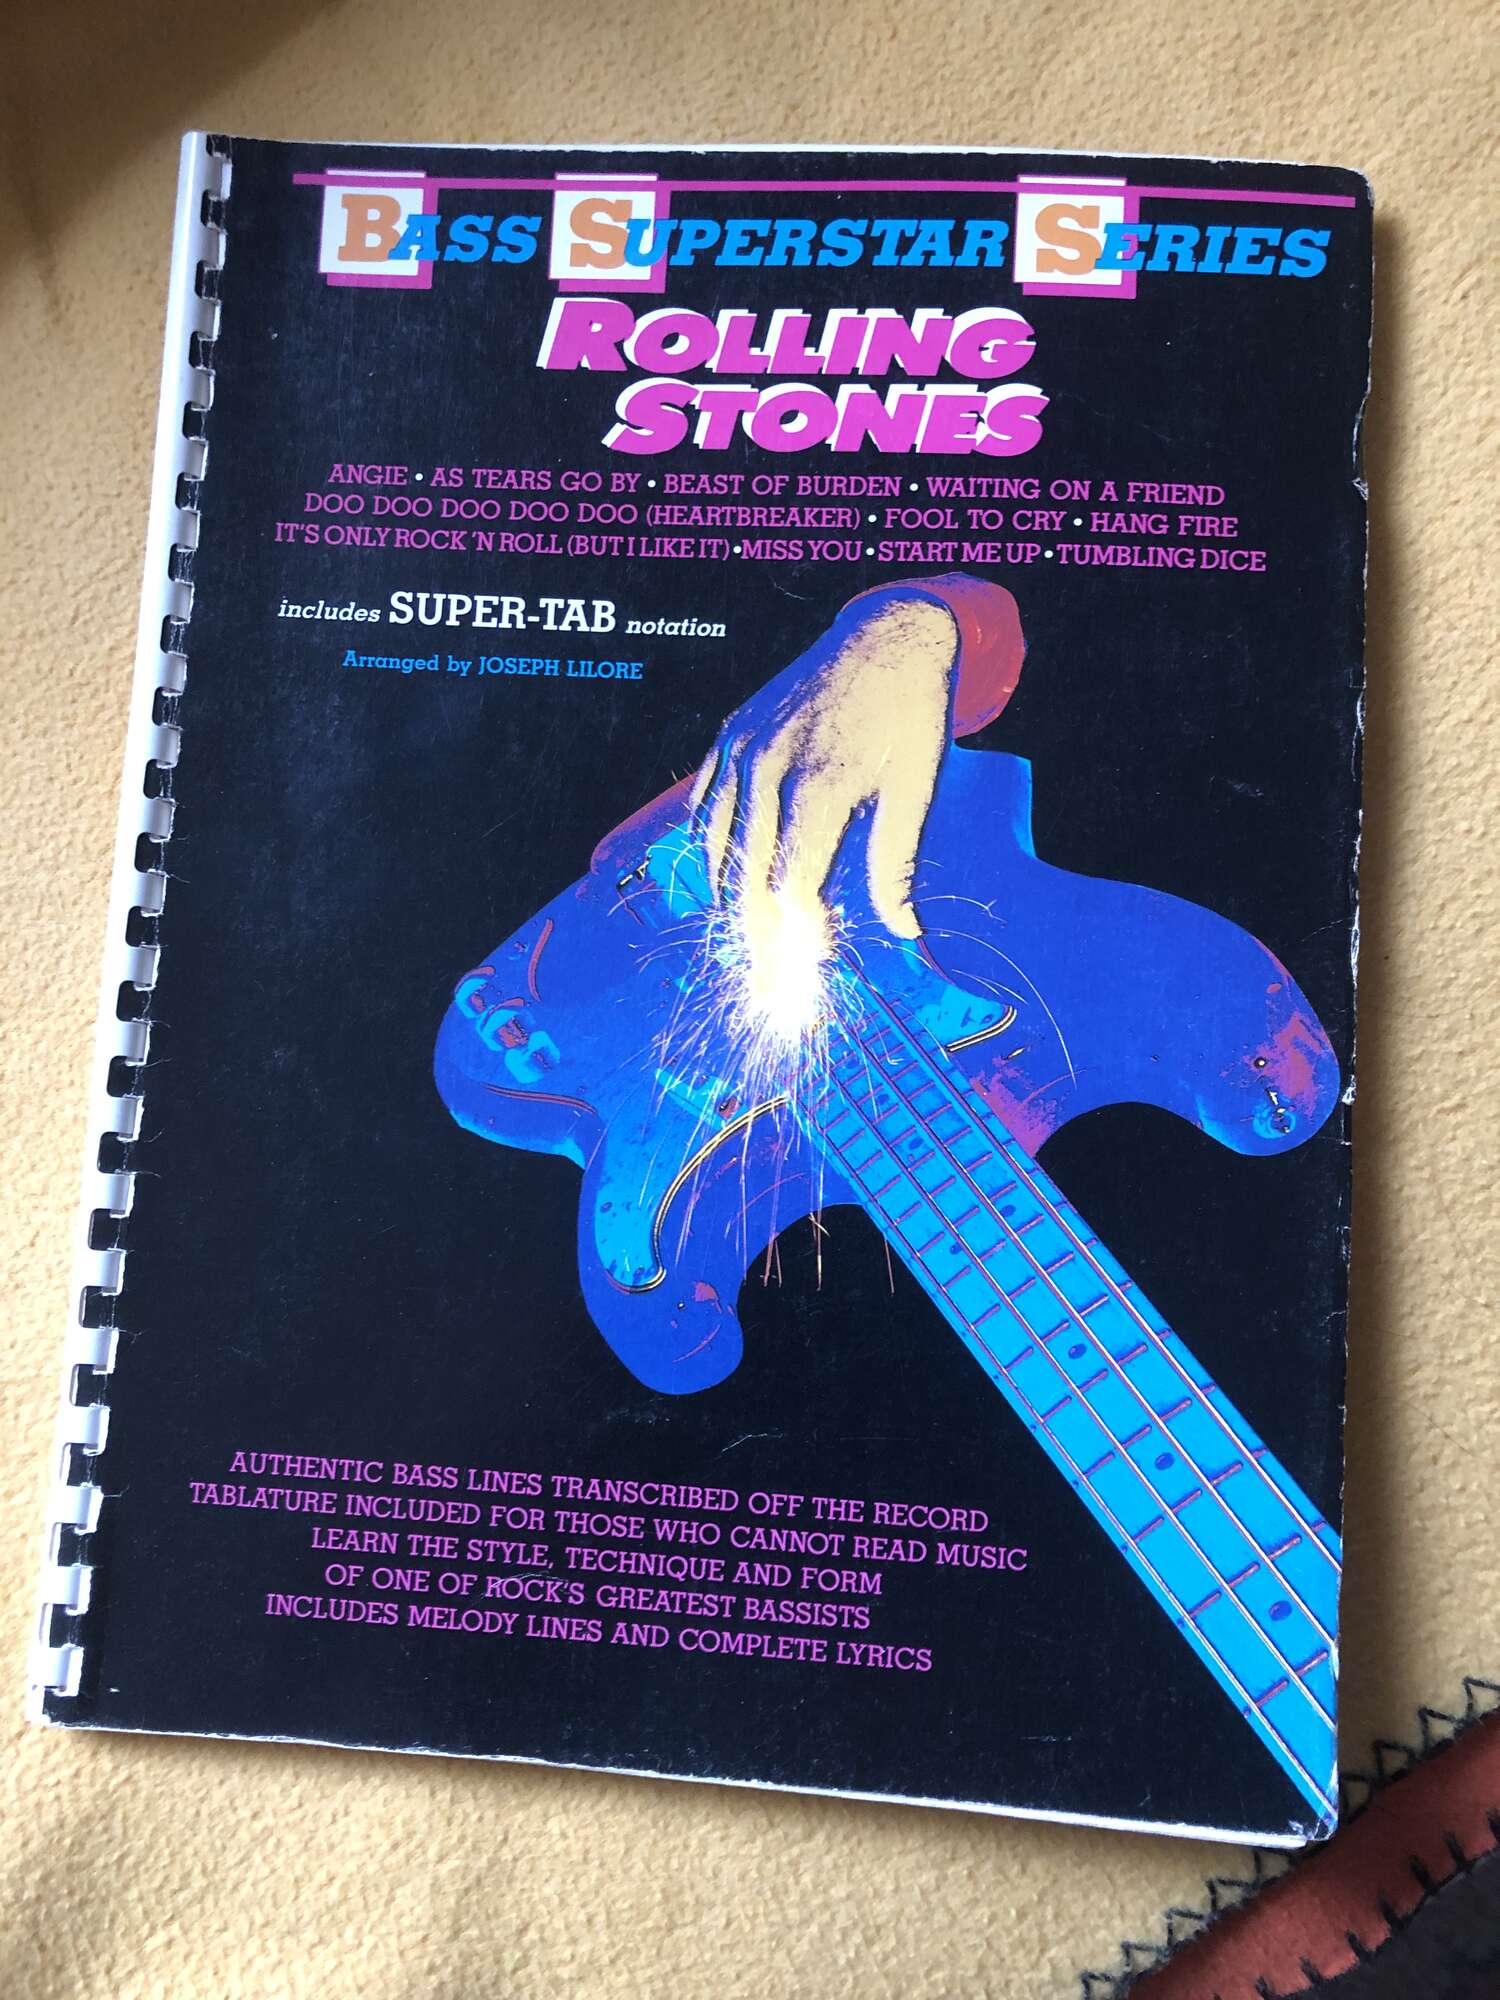 BASS SUPERSTAR SERIES
ROLLING
STONES
ANGIE • AS TEARS GO BY • BEAST OF BURDEN • WAITING ON A FRIEND
DOO DOO DOO DOO DOO (HEARTBREAKER) • FOOL TO CRY • HANG FIRE
IT'S ONLY ROCK 'N ROLL (BUT I LIKE IT) • MISS YOU • START ME UP • TUMBLING DICE
includes SUPER-TAB notation
Arranged by JOSEPH LILORE
AUTHENTIC BASS LINES TRANSCRIBED OFF THE RECORD
TABLATURE INCLUDED FOR THOSE WHO CANNOT READ MUSIC
LEARN THE STYLE, TECHNIQUE AND FORM
OF ONE OF ROCK'S GREATEST BASSISTS
INCLUDES MELODY LINES AND COMPLETE LYRICS